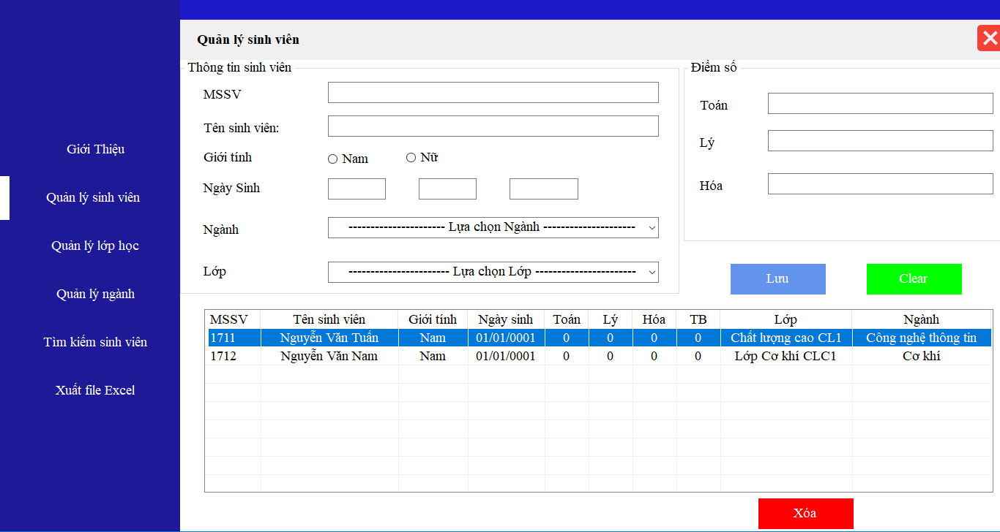 Quản lý sinh viên
Giới Thiệu
Quản lý sinh viên
Quản lý lớp học
Quản lý ngành
Tìm kiếm sinh viên
Xuất file Excel
Thông tin sinh viên
MSSV
Tên sinh viên:
Giới tính Nam Nữ
Ngày Sinh
Ngành ---------------------- Lựa chọn Ngành ---------------------
Lớp ----------------------- Lựa chọn Lớp -----------------------
Điểm số
Toán
Lý
Hóa
Lưu Clear
MSSV Tên sinh viên Giới tính Ngày sinh Toán Lý Hóa TB Lớp Ngành
1711 Nguyễn Văn Tuấn Nam 01/01/0001 0 0 0 0 Chất lượng cao CL1 Công nghệ thông tin
1712 Nguyễn Văn Nam Nam 01/01/0001 0 0 0 0 Lớp Cơ khí CLC1 Cơ khí
Xóa